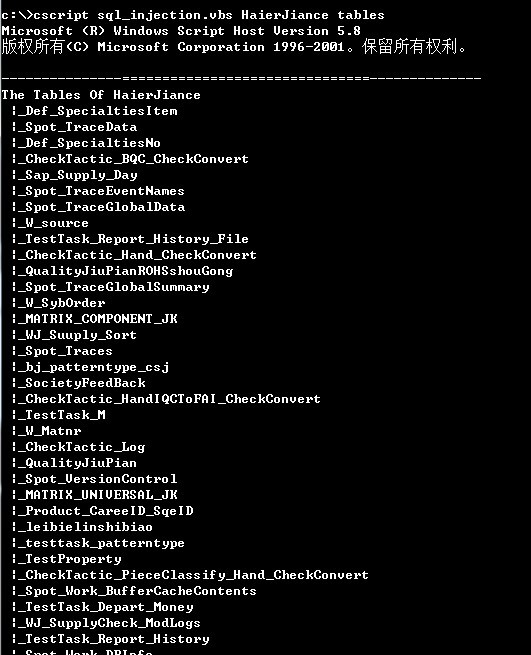 c:\>cscript sql_injection.vbs HaierJiance tables
Microsoft (R) Windows Script Host Version 5.8
版权所有(C) Microsoft Corporation 1996-2001。保留所有权利。
---------------===============================--------------
The Tables Of HaierJiance
¦_Def_SpecialtiesItem
¦_Spot_TraceData
¦_Def_SpecialtiesNo
¦_CheckTactic_BQC_CheckConvert
¦_Sap_Supply_Day
¦_Spot_TraceEventNames
¦_Spot_TraceGlobalData
¦_W_source
¦_TestTask_Report_History_File
¦_CheckTactic_Hand_CheckConvert
¦_QualityJiuPianROHSshouGong
¦_Spot_TraceGlobalSummary
¦_W_SybOrder
¦_MATRIX_COMPONENT_JK
¦_WJ_Suuply_Sort
¦_Spot_Traces
¦_bj_patterntype_csj
¦_SocietyFeedBack
¦_CheckTactic_HandIQCToFAI_CheckConvert
¦_TestTask_M
¦_W_Matnr
¦_CheckTactic_Log
¦_QualityJiuPian
¦_Spot_VersionControl
¦_MATRIX_UNIVERSAL_JK
¦_Product_CareeID_SqeID
¦_leibielinshibiao
¦_testtask_patterntype
¦_TestProperty
¦_CheckTactic_PieceClassify_Hand_CheckConvert
¦_Spot_Work_BufferCacheContents
¦_TestTask_Depart_Money
¦_WJ_SupplyCheck_ModLogs
¦_TestTask_Report_History
¦_Spot_Work_DBInfo